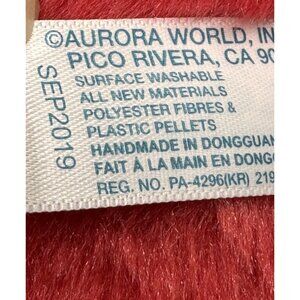 ©AURORA WORLD, IN
PICO RIVERA, CA 90
SURFACE WASHABLE
ALL NEW MATERIALS
POLYESTER FIBRES &
PLASTIC PELLETS
HANDMADE IN DONGGUAN
FAIT À LA MAIN EN DONG
REG. NO. PA-4296(KR) 219
SEP2019